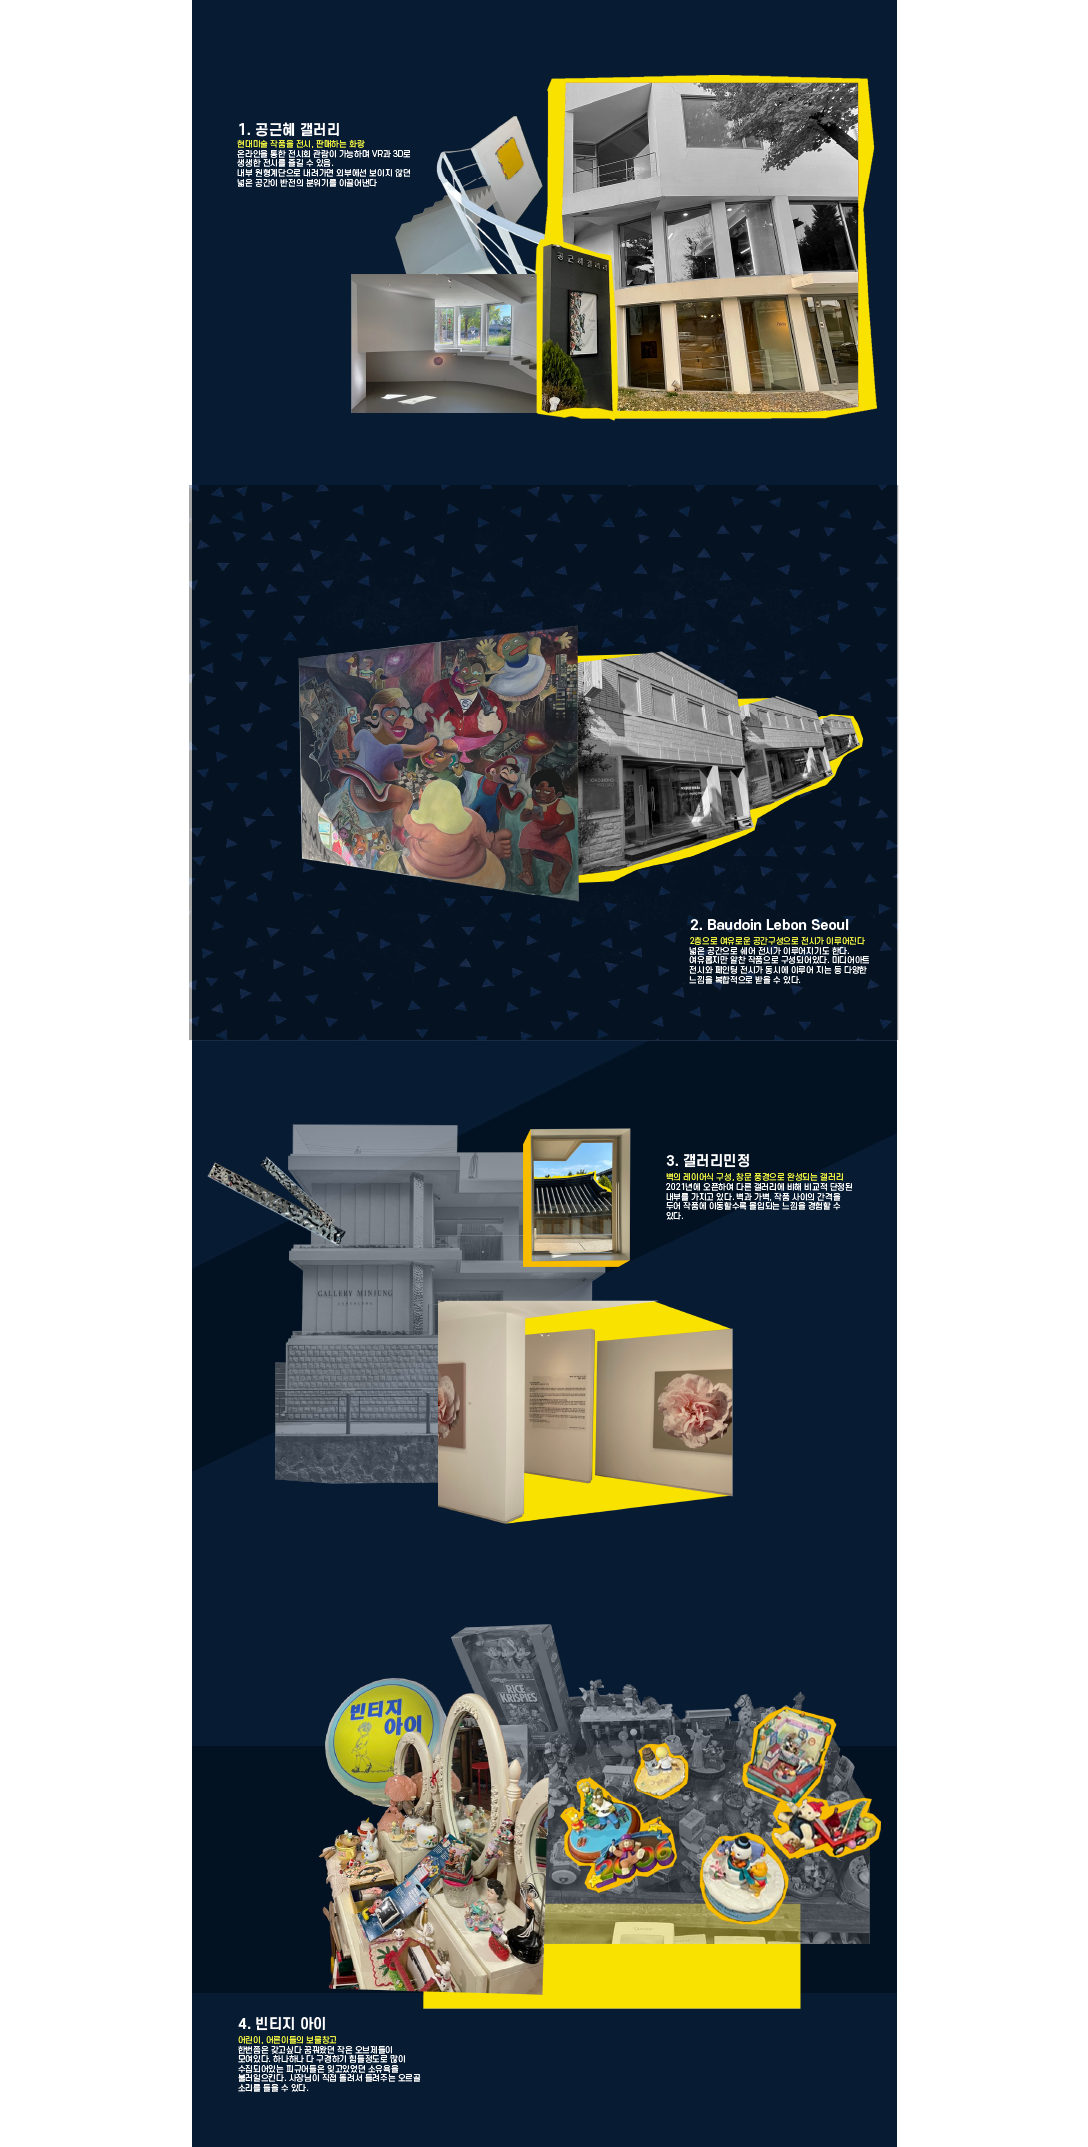 1. 공근혜 갤러리
현대미술 작품을 전시, 판매하는 화랑
온라인을 통한 전시회 관람이 가능하며 VR과 3D로
생생한 전시를 즐길 수 있음.
내부 원형계단으로 내려가면 외부에선 보이지 않던
넓은 공간이 반전의 분위기를 이끌어낸다
공근혜갤러리
2. Baudoin Lebon Seoul
2층으로 여유로운 공간구성으로 전시가 이루어진다
넓은 공간으로 쉐어 전시가 이루어지기도 한다.
여유롭지만 알찬 작품으로 구성되어있다. 미디어아트
전시와 페인팅 전시가 동시에 이루어 지는 등 다양한
느낌을 복합적으로 받을 수 있다.
3. 갤러리민정
벽의 레이어식 구성, 창문 풍경으로 완성되는 갤러리
2021년에 오픈하여 다른 갤러리에 비해 비교적 단정된
내부를 가지고 있다. 벽과 가벽, 작품 사이의 간격을
두어 작품에 이동할수록 몰입되는 느낌을 경험할 수
있다.
GALLERY MINJUNG
RICE
KRISPIES
빈티지
아이
2006
4. 빈티지 아이
어린이, 어른이들의 보물창고
한번쯤은 갖고싶다 꿈꿔왔던 작은 오브제들이
모여있다. 하나하나 다 구경하기 힘들정도로 많이
수집되어있는 피규어들은 잊고있었던 소유욕을
불러일으킨다. 사장님이 직접 돌려서 들려주는 오르골
소리를 들을 수 있다.